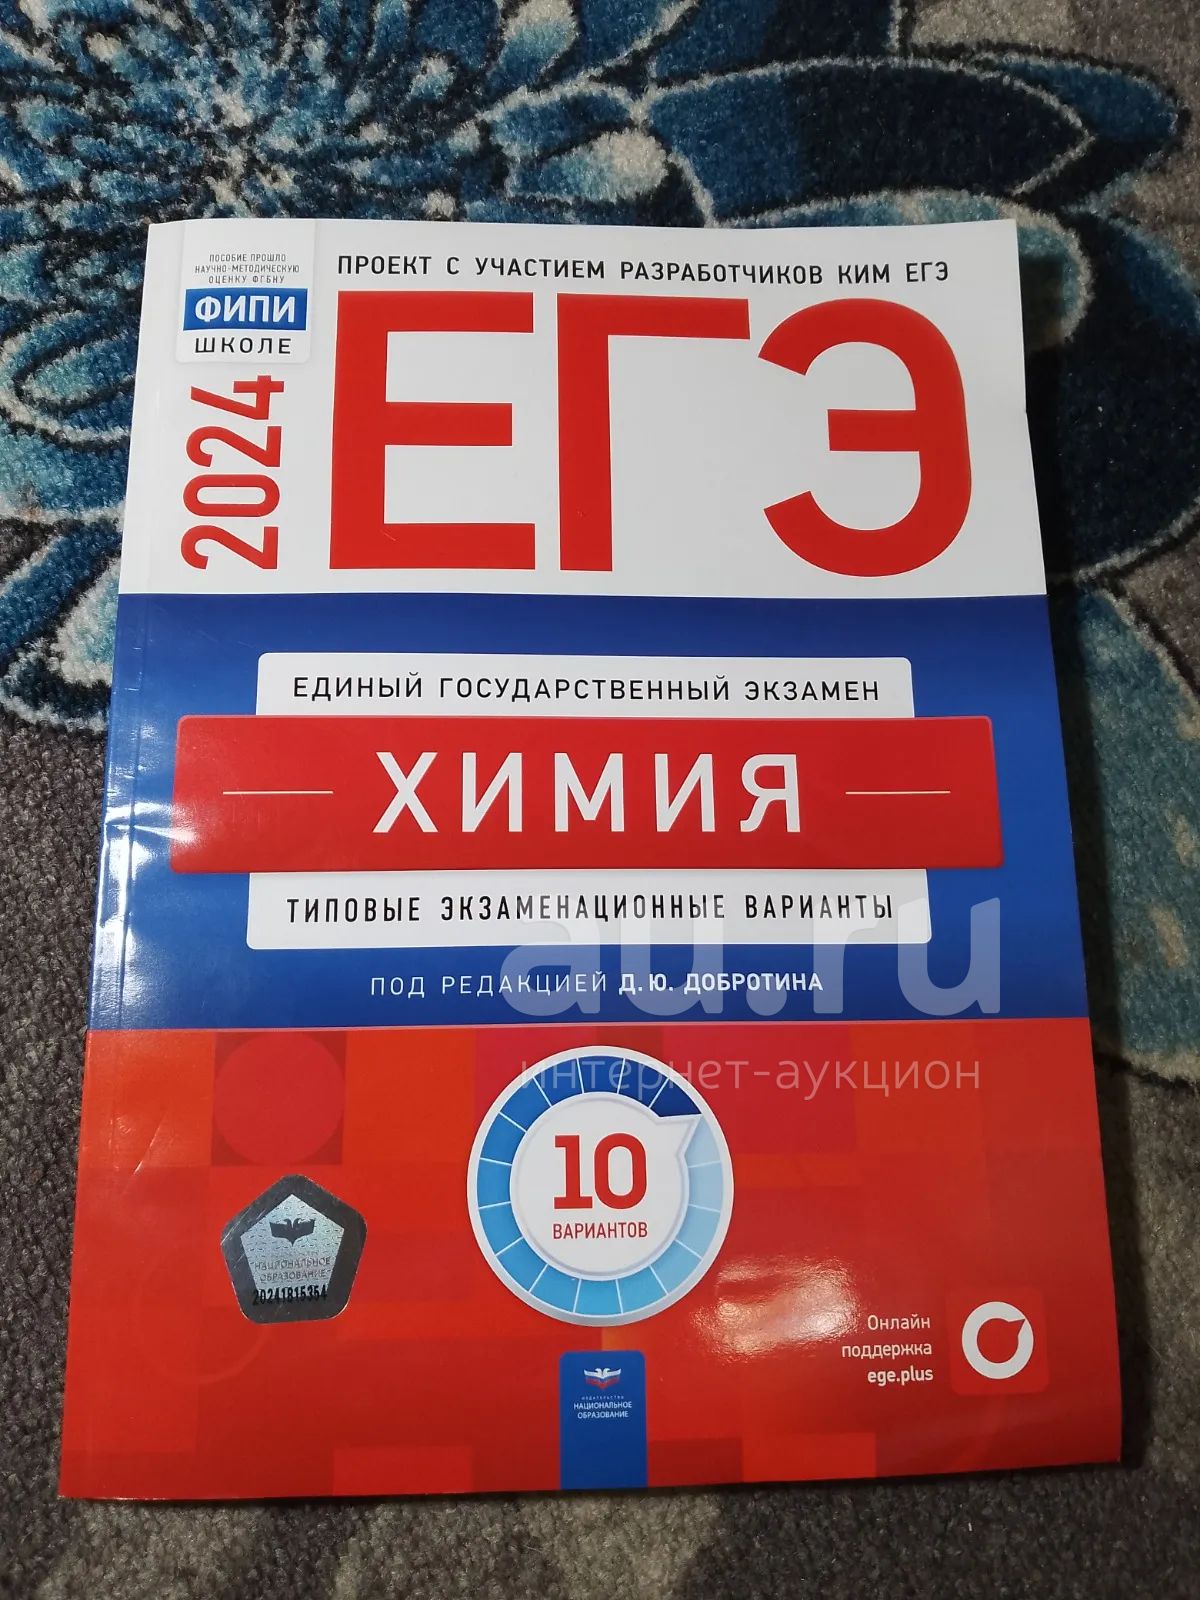 ПОСОБИЕ ПРОШЛО
НАУЧНО-МЕТОДИЧЕСКУЮ
ОЦЕНКУ ФГБНУ
ФИПИ
ШКОЛЕ
2024
ПРОЕКТ С УЧАСТИЕМ РАЗРАБОТЧИКОВ КИМ ЕГЭ
ЕГЭ
ЕДИНЫЙ ГОСУДАРСТВЕННЫЙ ЭКЗАМЕН
ХИМИЯ
ТИПОВЫЕ ЭКЗАМЕНАЦИОННЫЕ ВАРИАНТЫ
ПОД РЕДАКЦИЕЙ Д. Ю. ДОБРОТИНА
au.ru
интернет-аукцион
10
ВАРИАНТОВ
НАЦИОНАЛЬНОЕ
ОБРАЗОВАНИЕ
20241815354
Онлайн
поддержка
ege.plus
ИЗДАТЕЛЬСТВО
НАЦИОНАЛЬНОЕ
ОБРАЗОВАНИЕ